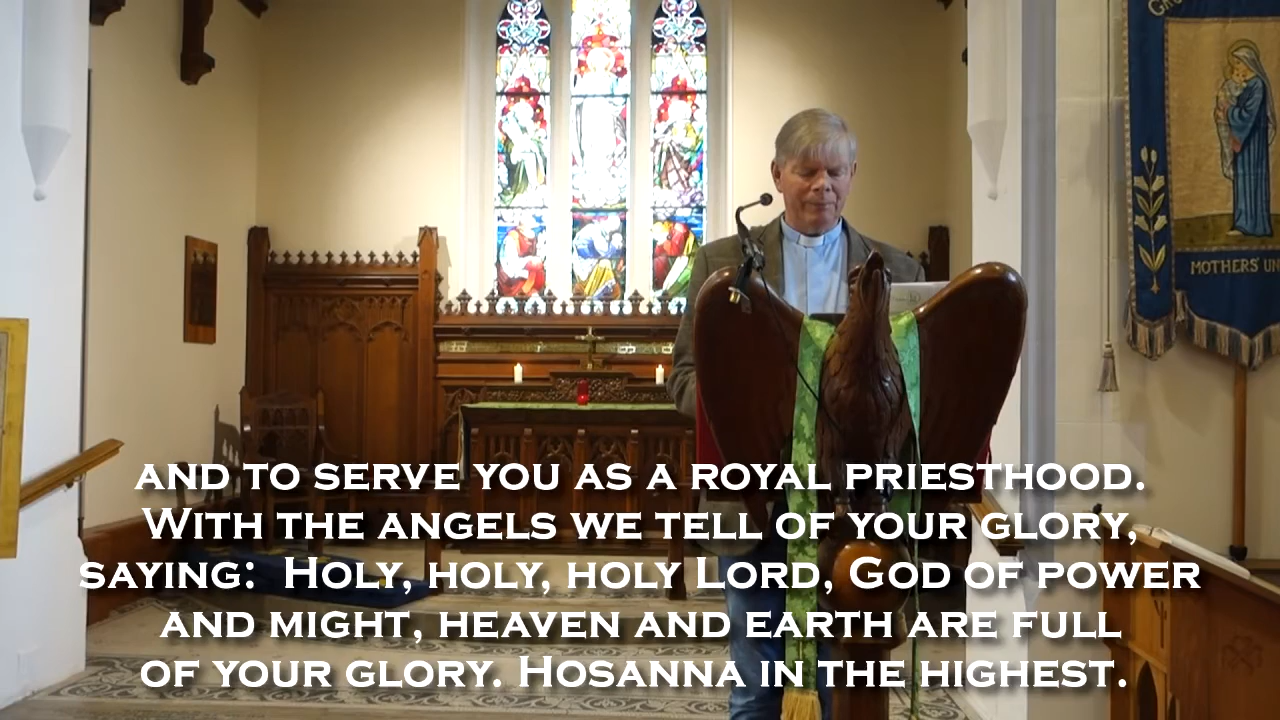 MOTHERS' UN
AND TO SERVE YOU AS A ROYAL PRIESTHOOD.
WITH THE ANGELS WE TELL OF YOUR GLORY,
SAYING: HOLY, HOLY, HOLY LORD, GOD OF POWER
AND MIGHT, HEAVEN AND EARTH ARE FULL
OF YOUR GLORY. HOSANNA IN THE HIGHEST.